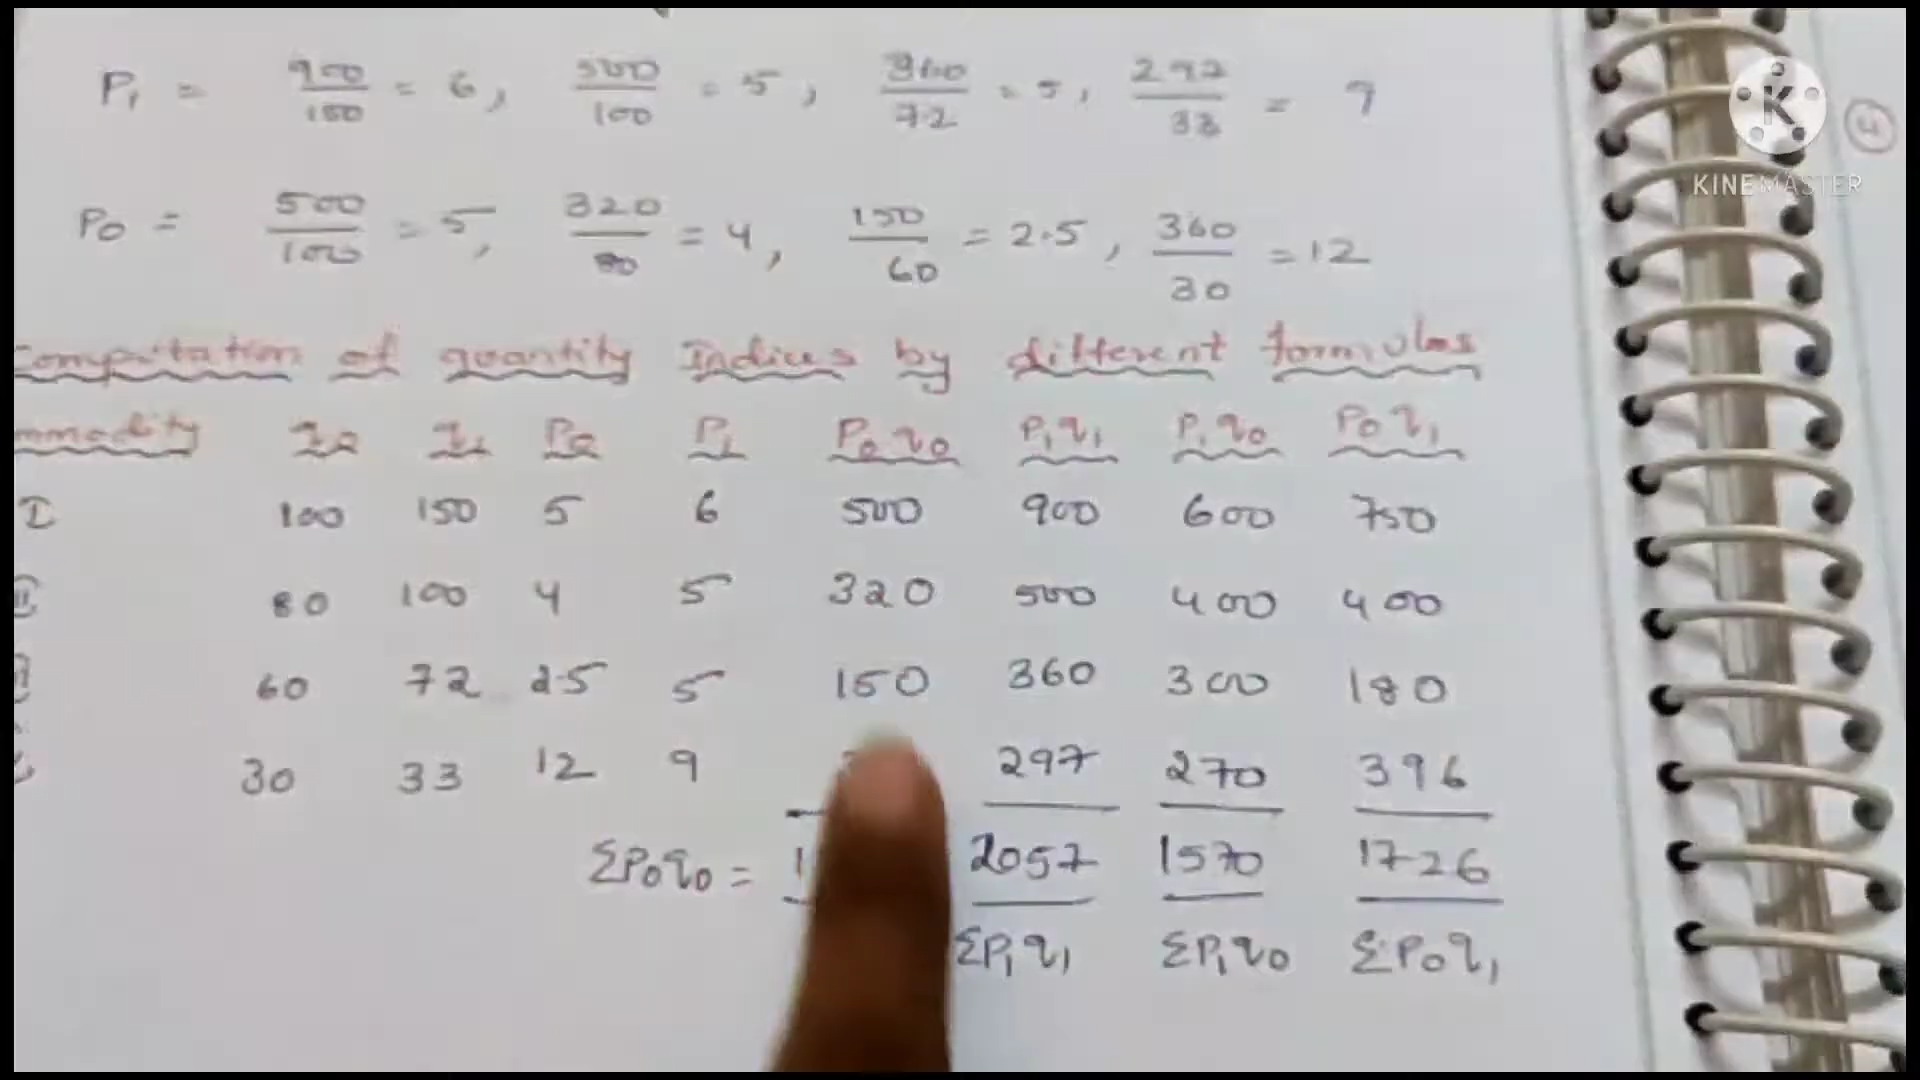 P₁ = 900/150 = 6, 500/100 = 5, 360/72 = 5, 297/33 = 9
4
KINEMASTER
P0 = 500/100 = 5, 320/80 = 4, 150/60 = 2.5, 360/30 = 12
Computation of quantity Indices by different formulas
mmodity q0 q1 P0 P1 P0q0 P1q1 P1q0 P0q1
I 100 150 5 6 500 900 600 750
II 80 100 4 5 320 500 400 400
60 72 2.5 5 150 360 300 180
30 33 12 9 297 270 396
ΣP0q0 = 2057 1570 1726
ΣP1q1 ΣP1q0 ΣP0q1